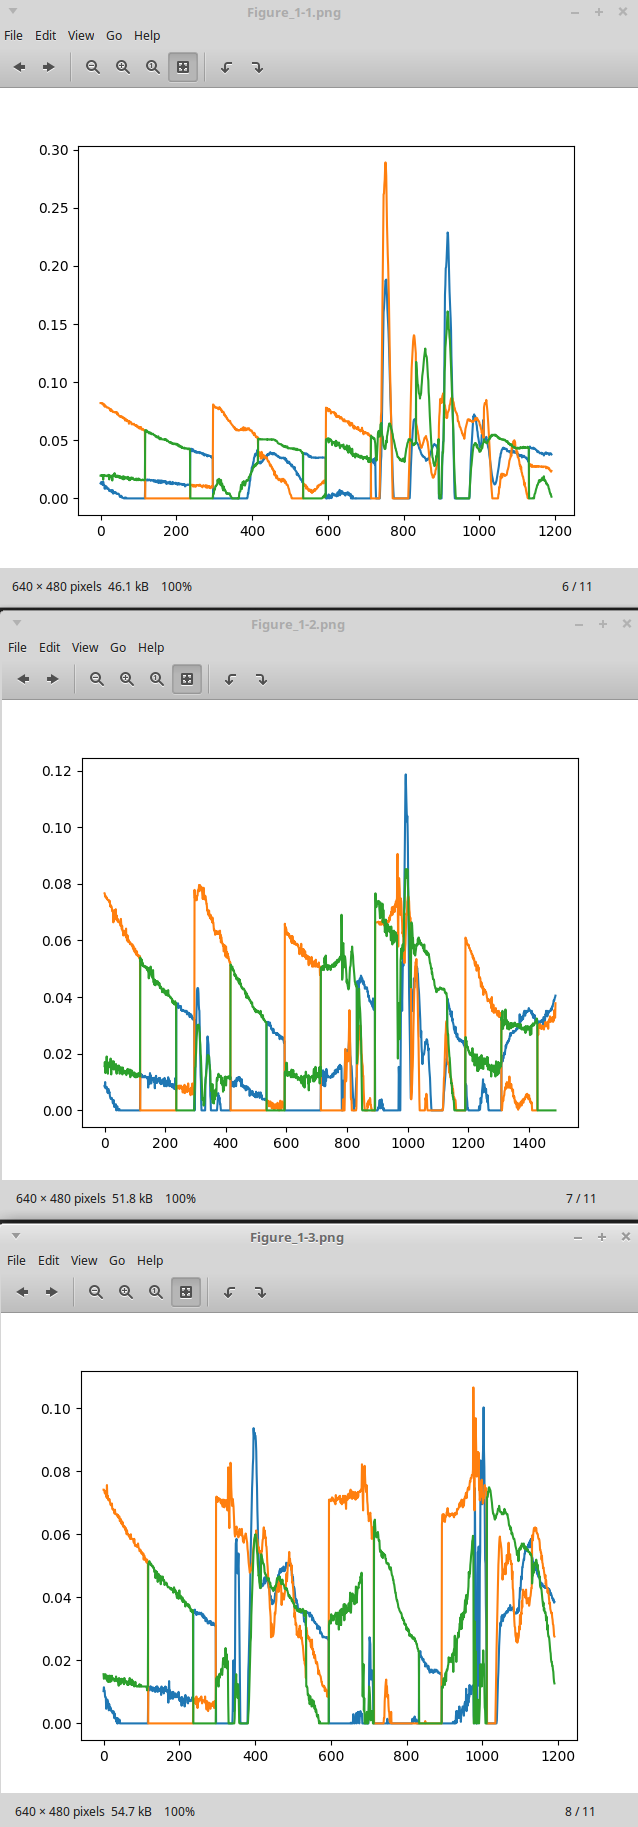 Figure_1-1.png
File Edit View Go Help
0.30
0.25
0.20
0.15
0.10
0.05
0.00
0 200 400 600 800 1000 1200
640 × 480 pixels 46.1 kB 100% 6 / 11
Figure_1-2.png
File Edit View Go Help
0.12
0.10
0.08
0.06
0.04
0.02
0.00
0 200 400 600 800 1000 1200 1400
640 × 480 pixels 51.8 kB 100% 7 / 11
Figure_1-3.png
File Edit View Go Help
0.10
0.08
0.06
0.04
0.02
0.00
0 200 400 600 800 1000 1200
640 × 480 pixels 54.7 kB 100% 8 / 11